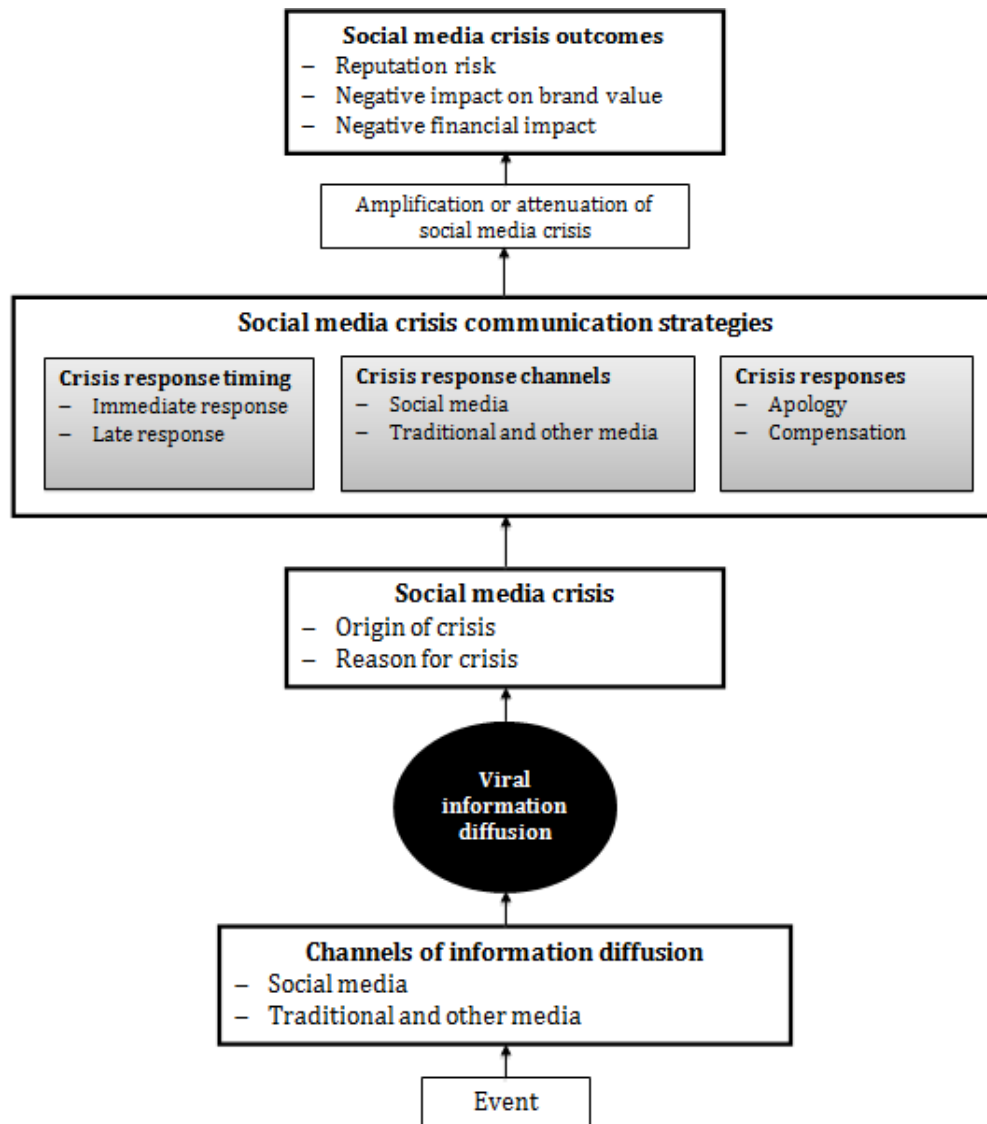 Social media crisis outcomes
– Reputation risk
– Negative impact on brand value
– Negative financial impact
Amplification or attenuation of
social media crisis
Social media crisis communication strategies
Crisis response timing
– Immediate response
– Late response
Crisis response channels
– Social media
– Traditional and other media
Crisis responses
– Apology
– Compensation
Social media crisis
– Origin of crisis
– Reason for crisis
Viral
information
diffusion
Channels of information diffusion
– Social media
– Traditional and other media
Event